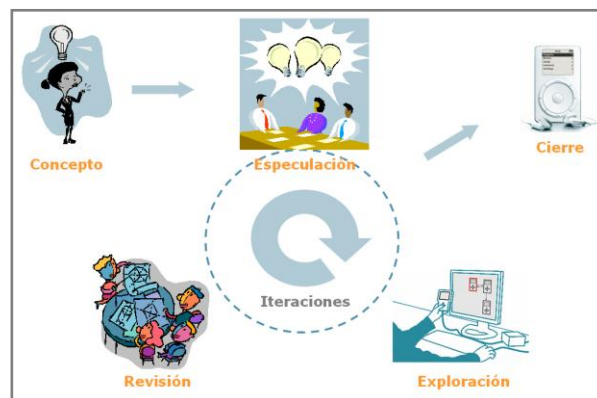 Concepto
Especulación
Cierre
Iteraciones
Revisión
Exploración